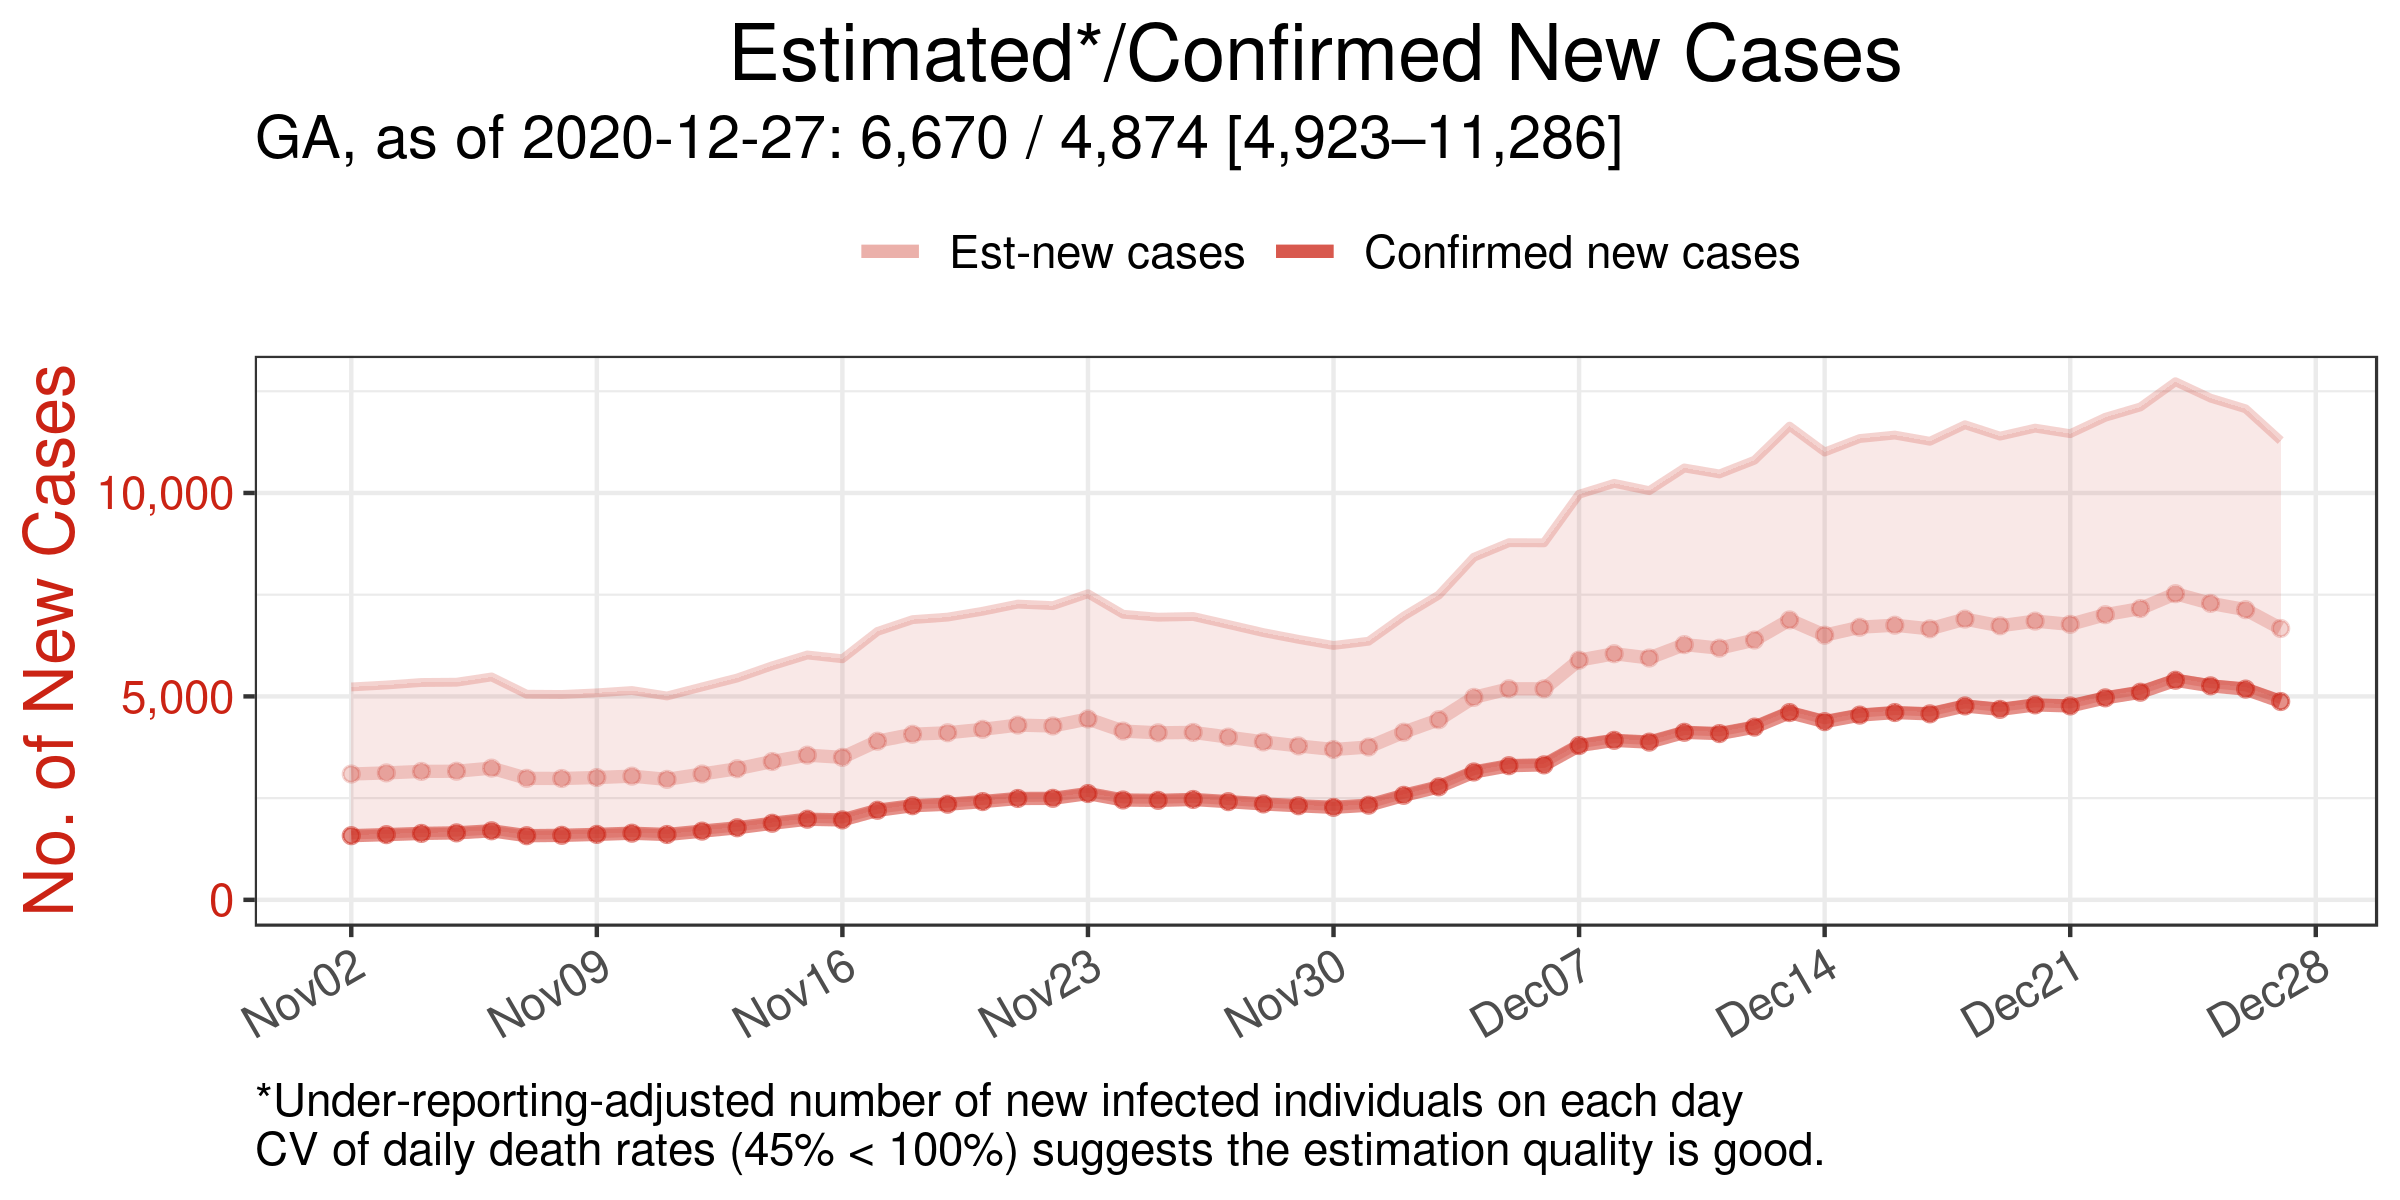 Estimated*/Confirmed New Cases
GA, as of 2020-12-27: 6,670 / 4,874 [4,923–11,286]
Est-new cases
Confirmed new cases
No. of New Cases
10,000
5,000
0
Nov02
Nov09
Nov16
Nov23
Nov30
Dec07
Dec14
Dec21
Dec28
*Under-reporting-adjusted number of new infected individuals on each day
CV of daily death rates (45% < 100%) suggests the estimation quality is good.